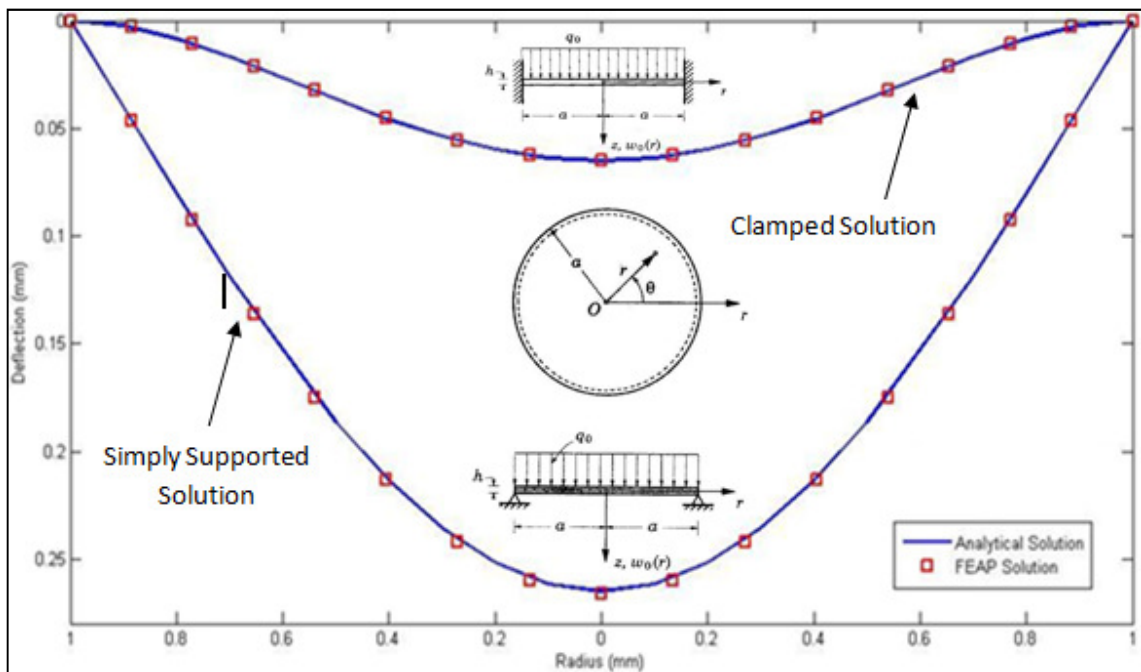 0
0.05
0.1
0.15
0.2
0.25
Deflection (mm)
q₀
h
r
a a
z, w₀(r)
Clamped Solution
a
r
θ
O
r
Simply Supported
Solution
q₀
h
r
a a
z, w₀(r)
Analytical Solution
FEAP Solution
1 0.8 0.6 0.4 0.2 0 0.2 0.4 0.6 0.8 1
Radius (mm)